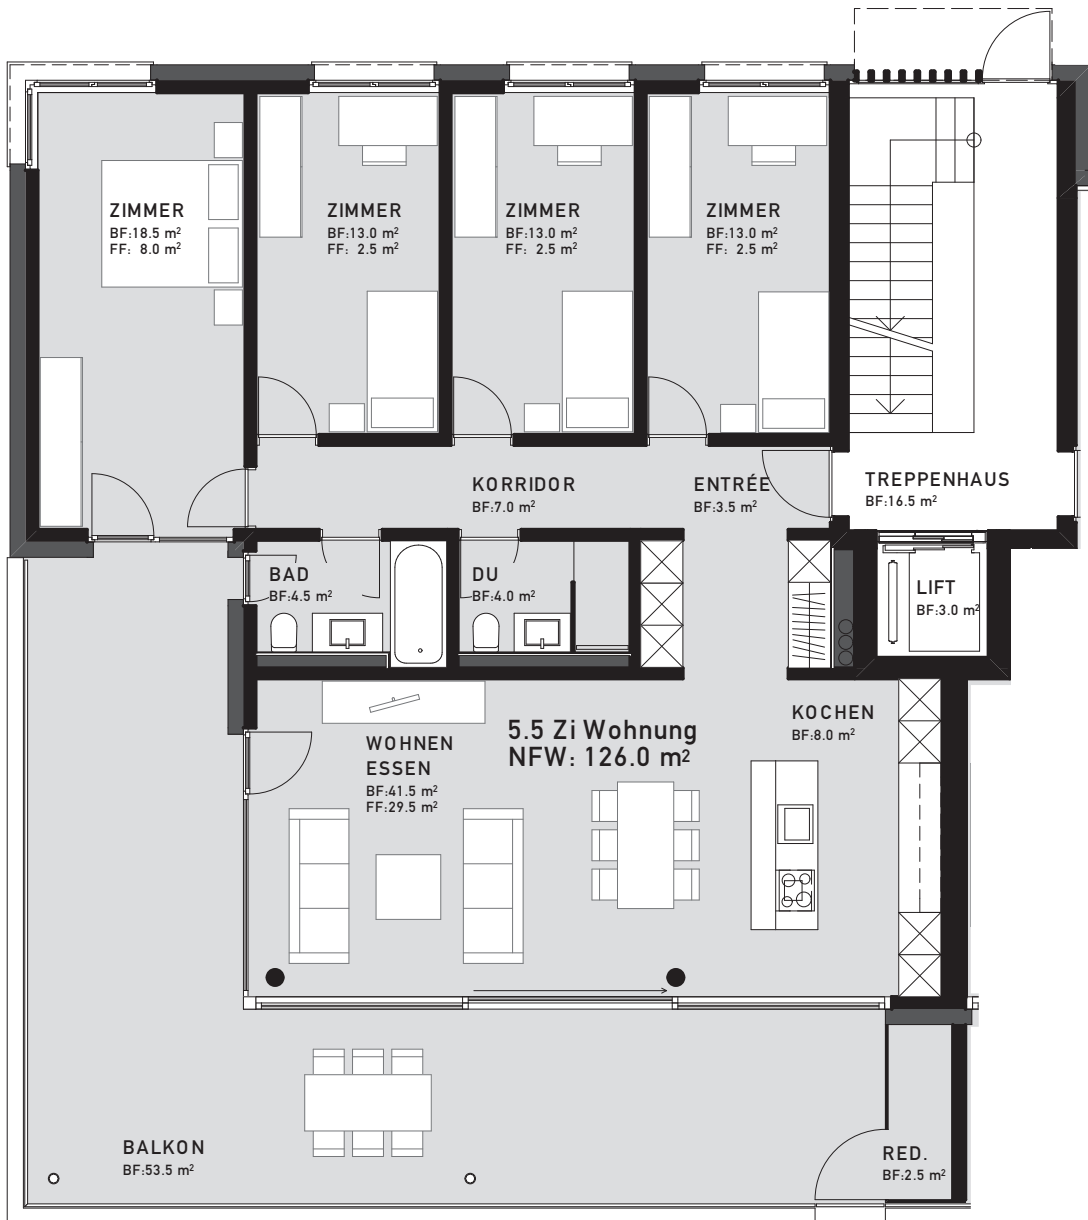 ZIMMER
BF:18.5 m²
FF: 8.0 m²
ZIMMER
BF:13.0 m²
FF: 2.5 m²
ZIMMER
BF:13.0 m²
FF: 2.5 m²
ZIMMER
BF:13.0 m²
FF: 2.5 m²
KORRIDOR
BF:7.0 m²
ENTRÉE
BF:3.5 m²
TREPPENHAUS
BF:16.5 m²
BAD
BF:4.5 m²
DU
BF:4.0 m²
LIFT
BF:3.0 m²
5.5 Zi Wohnung
NFW: 126.0 m²
WOHNEN
ESSEN
BF:41.5 m²
FF:29.5 m²
KOCHEN
BF:8.0 m²
BALKON
BF:53.5 m²
RED.
BF:2.5 m²